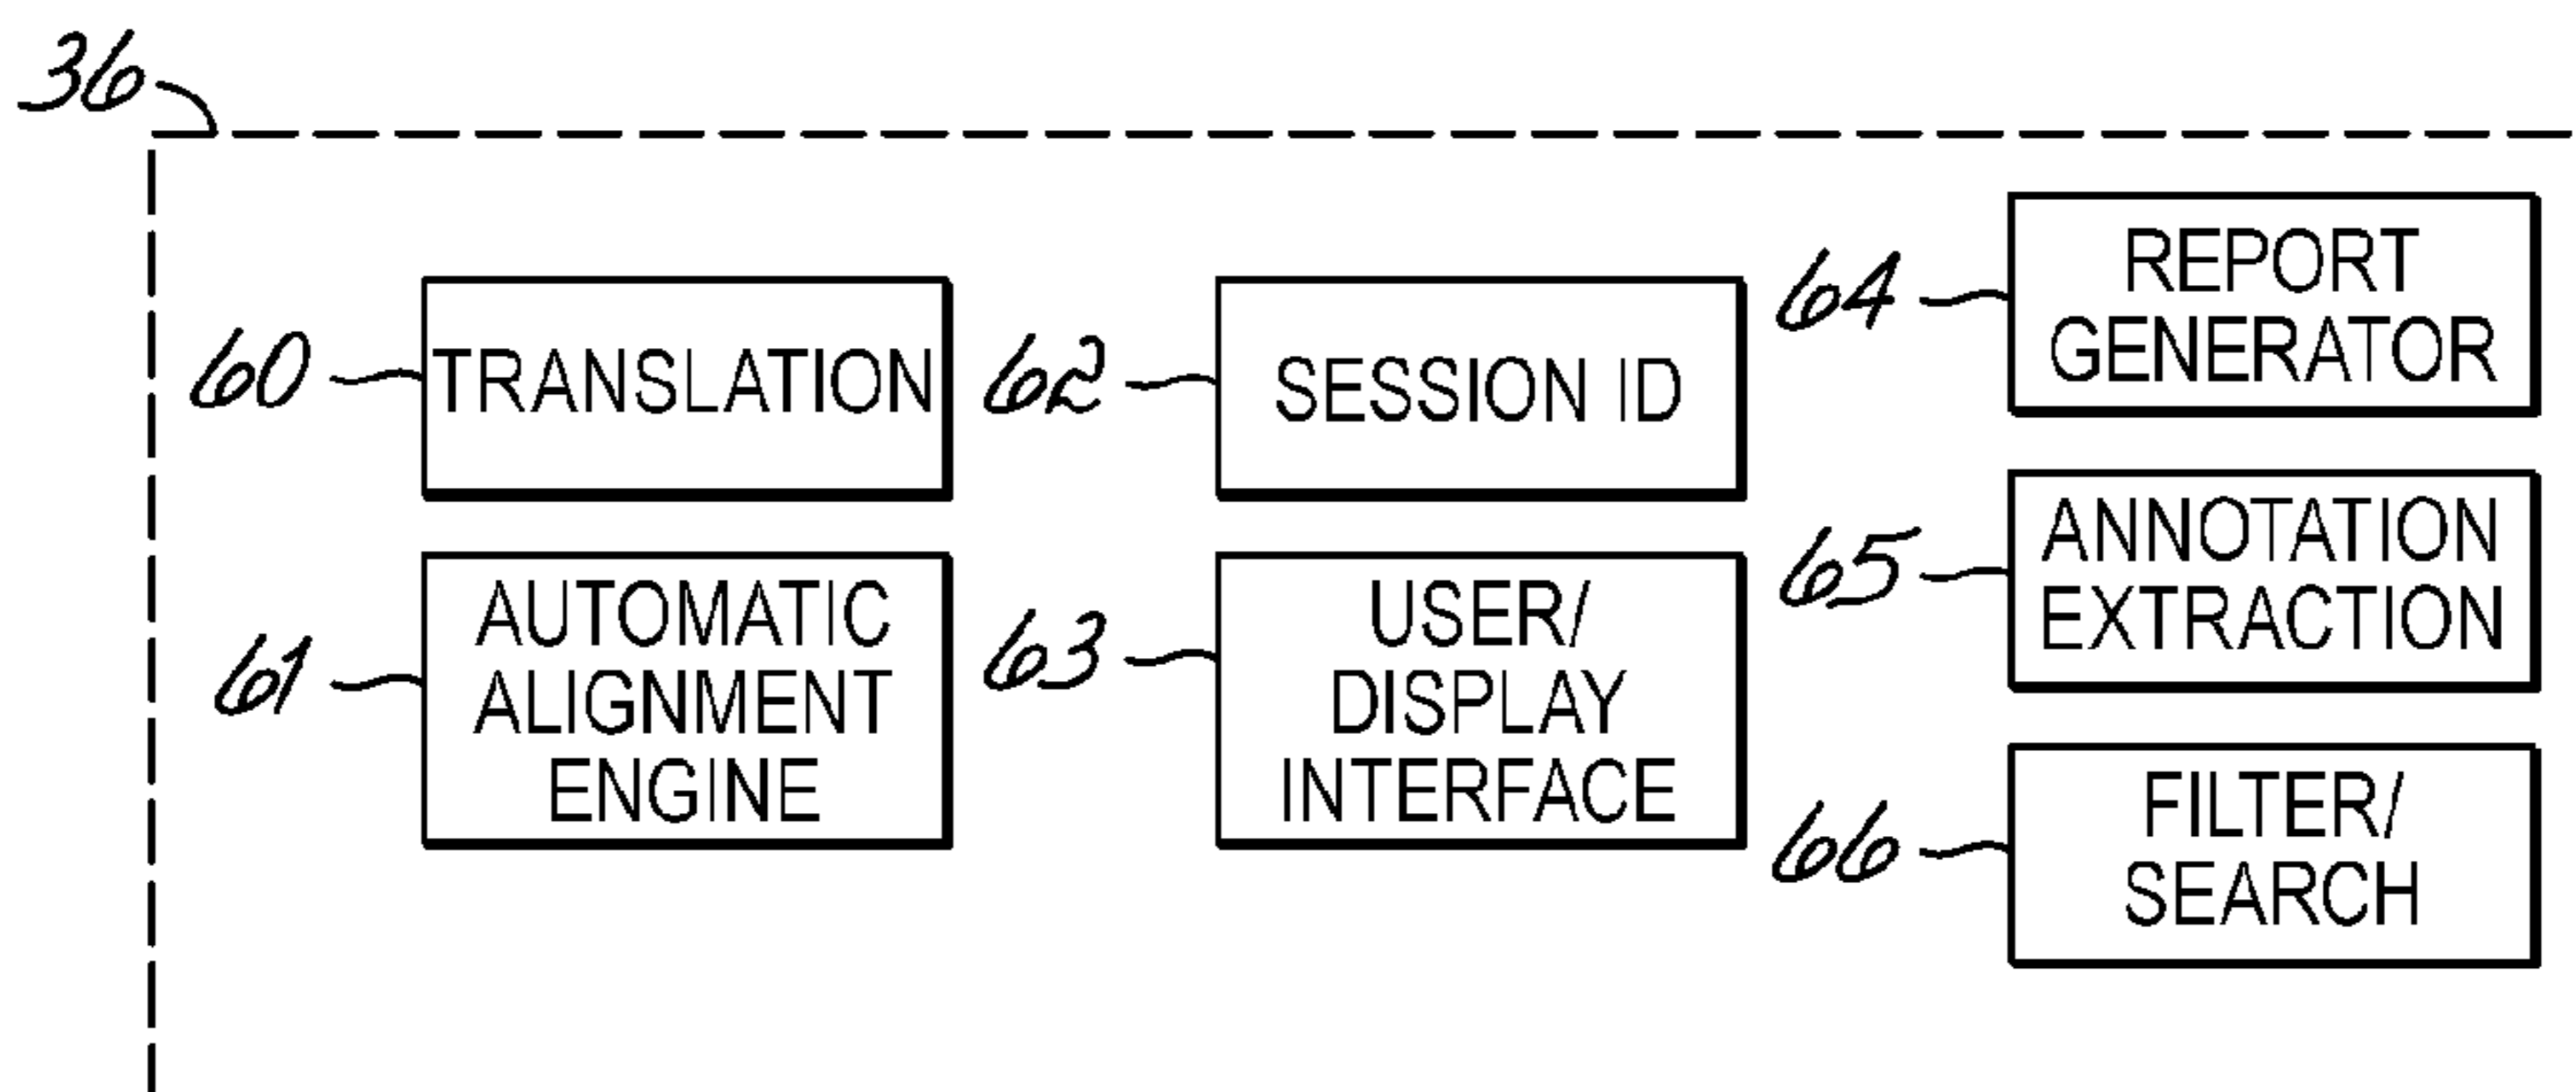 36
60
TRANSLATION
61
AUTOMATIC
ALIGNMENT
ENGINE
62
SESSION ID
63
USER/
DISPLAY
INTERFACE
64
REPORT
GENERATOR
65
ANNOTATION
EXTRACTION
66
FILTER/
SEARCH